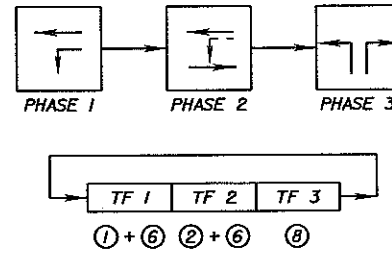 PHASE 1 PHASE 2 PHASE 3
TF 1 TF 2 TF 3
①+⑥ ②+⑥ ⑧